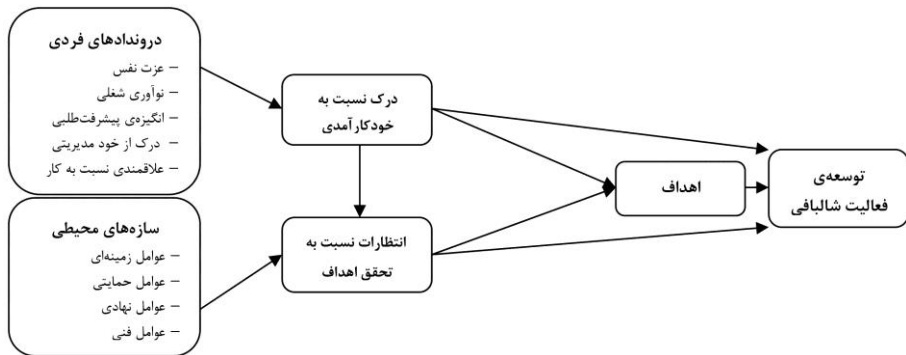 درون‌دادهای فردی
– عزت نفس
– نوآوری شغلی
– انگیزه‌ی پیشرفت‌طلبی
– درک از خود مدیریتی
– علاقمندی نسبت به کار
سازه‌های محیطی
– عوامل زمینه‌ای
– عوامل حمایتی
– عوامل نهادی
– عوامل فنی
درک نسبت به
خودکارآمدی
انتظارات نسبت به
تحقق اهداف
اهداف
توسعه‌ی
فعالیت شالبافی